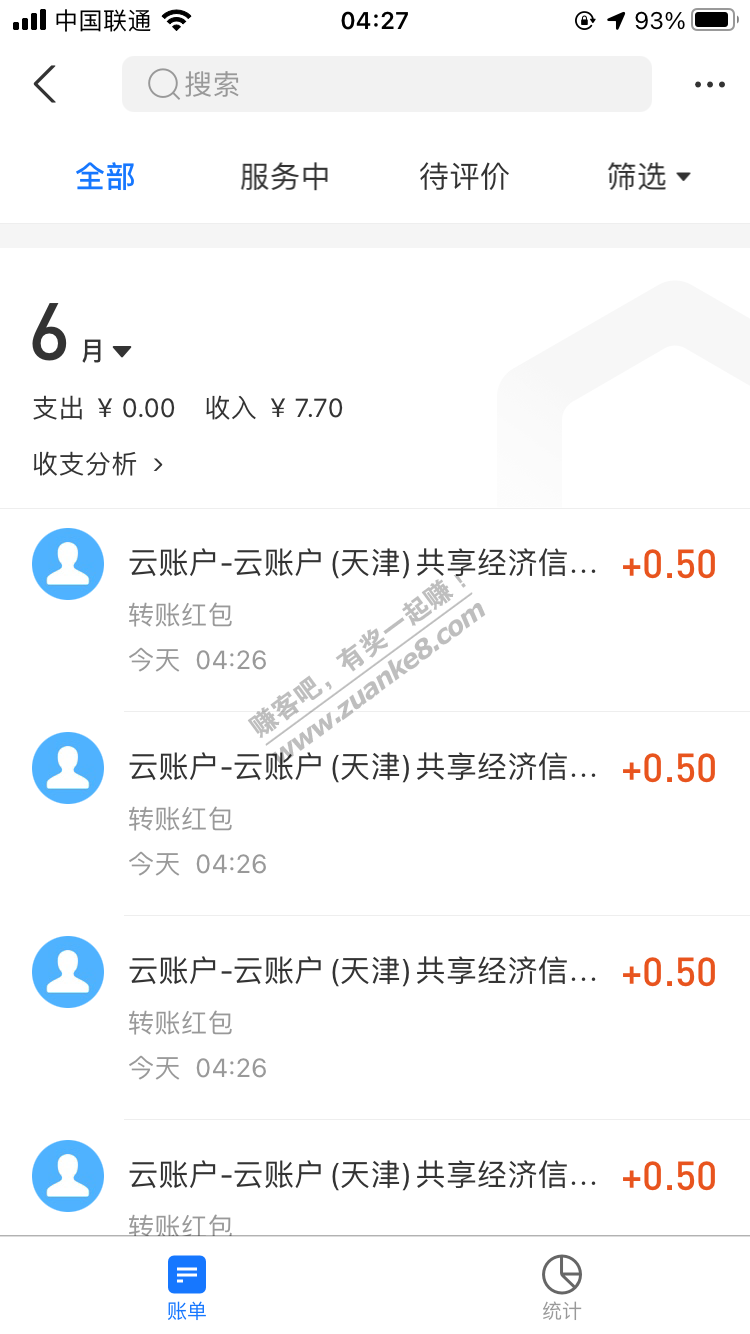 中国联通 04:27 93%
搜索
全部 服务中 待评价 筛选
6 月
支出 ¥ 0.00 收入 ¥ 7.70
收支分析
云账户-云账户(天津)共享经济信... +0.50
转账红包
今天 04:26
赚客吧，有奖一起赚！
www.zuanke8.com
云账户-云账户(天津)共享经济信... +0.50
转账红包
今天 04:26
云账户-云账户(天津)共享经济信... +0.50
转账红包
今天 04:26
云账户-云账户(天津)共享经济信... +0.50
转账红包
账单 统计